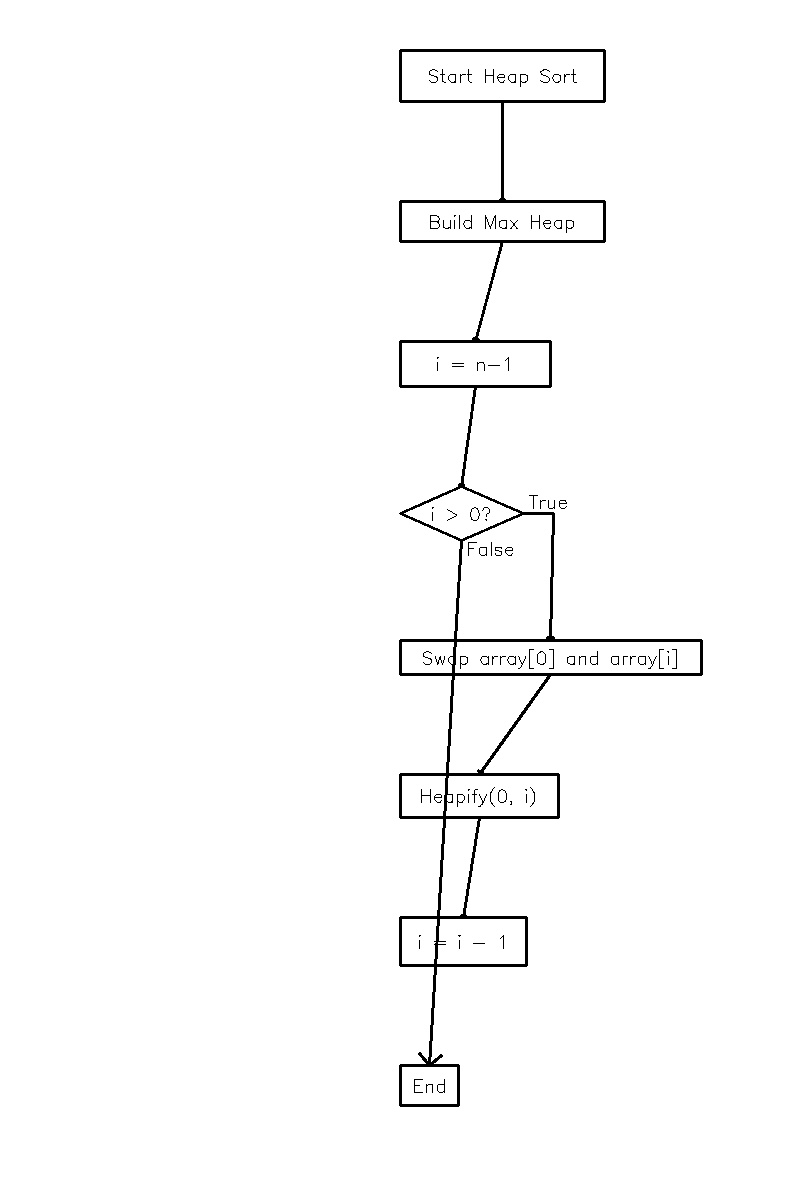 Start Heap Sort
Build Max Heap
i = n-1
i > 0?
True
False
Swap array[0] and array[i]
Heapify(0, i)
i = i - 1
End